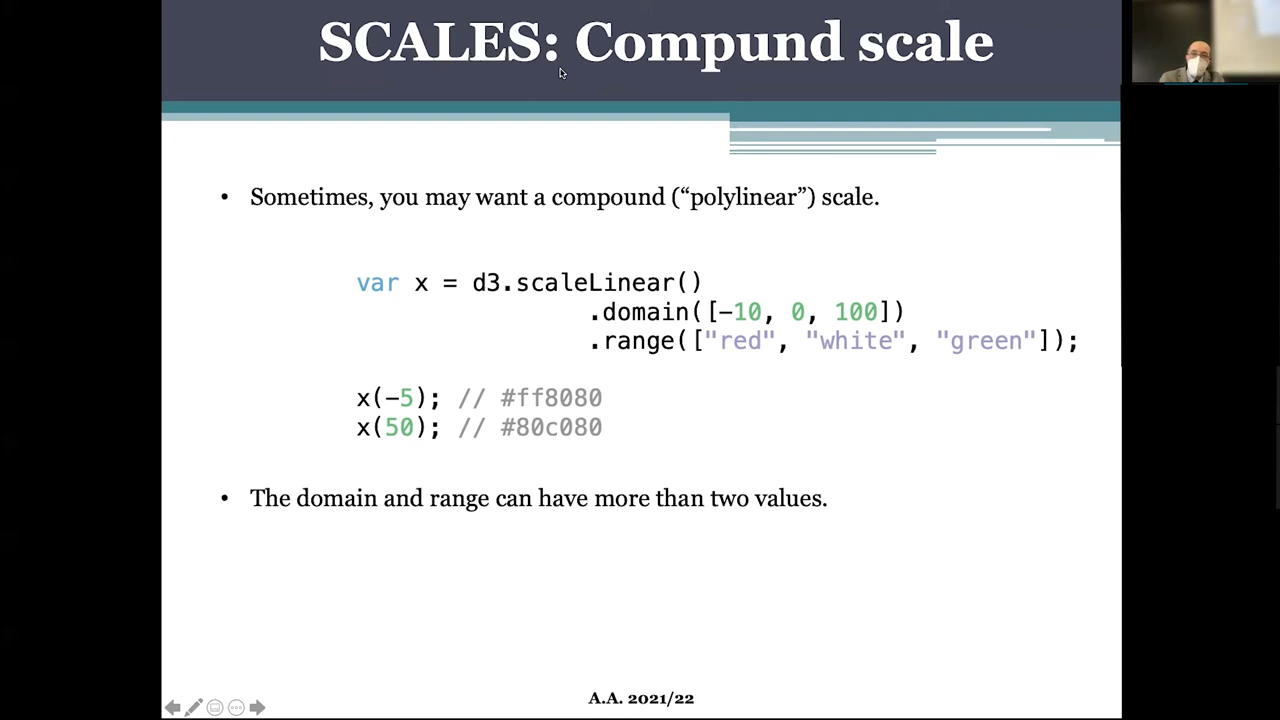 SCALES: Compund scale
• Sometimes, you may want a compound (“polylinear”) scale.
var x = d3.scaleLinear()
.domain([-10, 0, 100])
.range(["red", "white", "green"]);
x(-5); // #ff8080
x(50); // #80c080
• The domain and range can have more than two values.
A.A. 2021/22